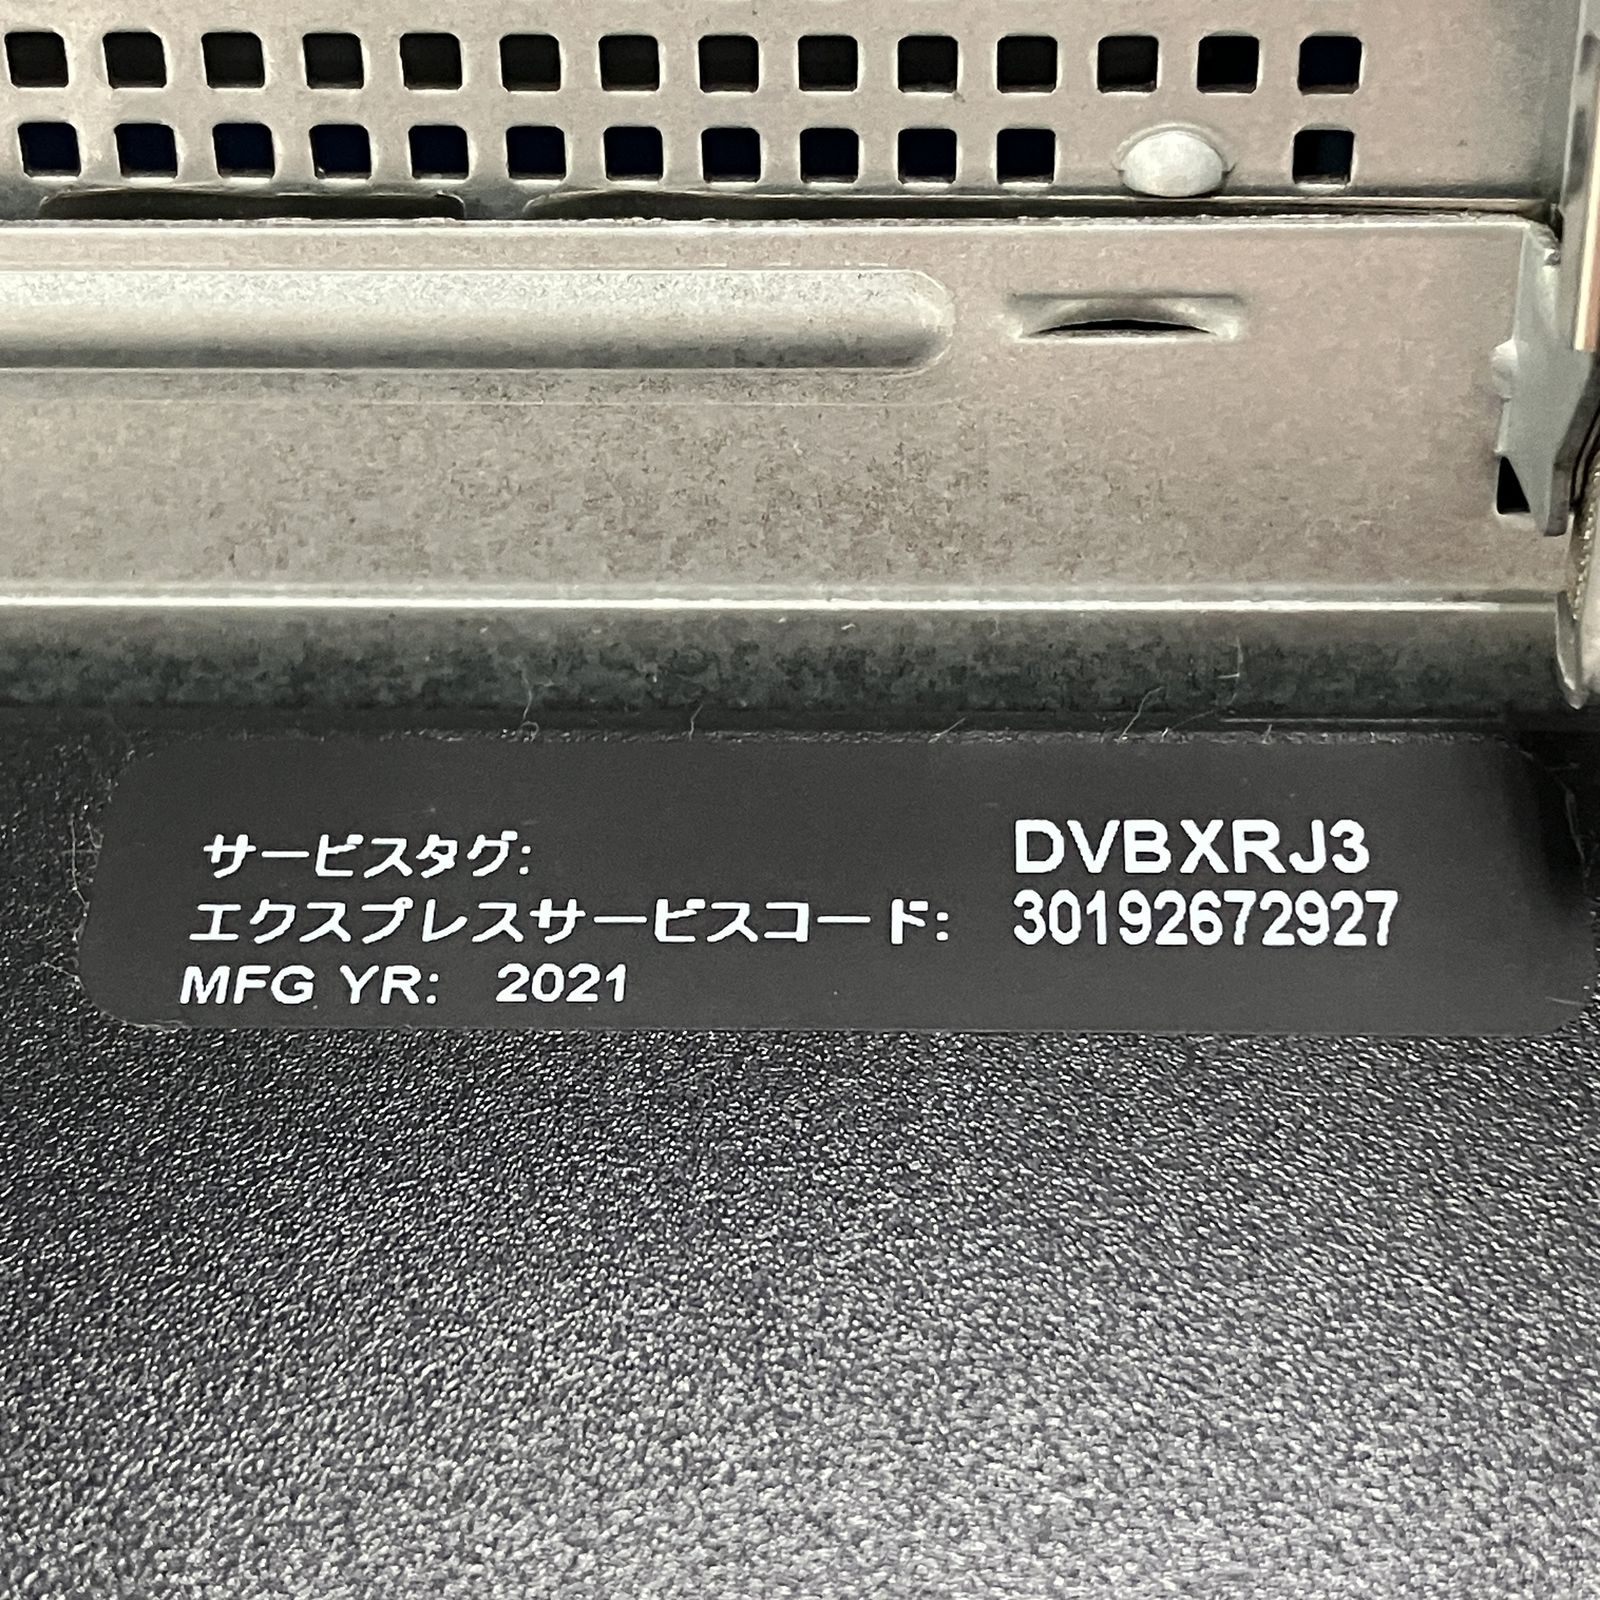 サービスタグ: DVBXRJ3
エクスプレスサービスコード: 30192672927
MFG YR: 2021